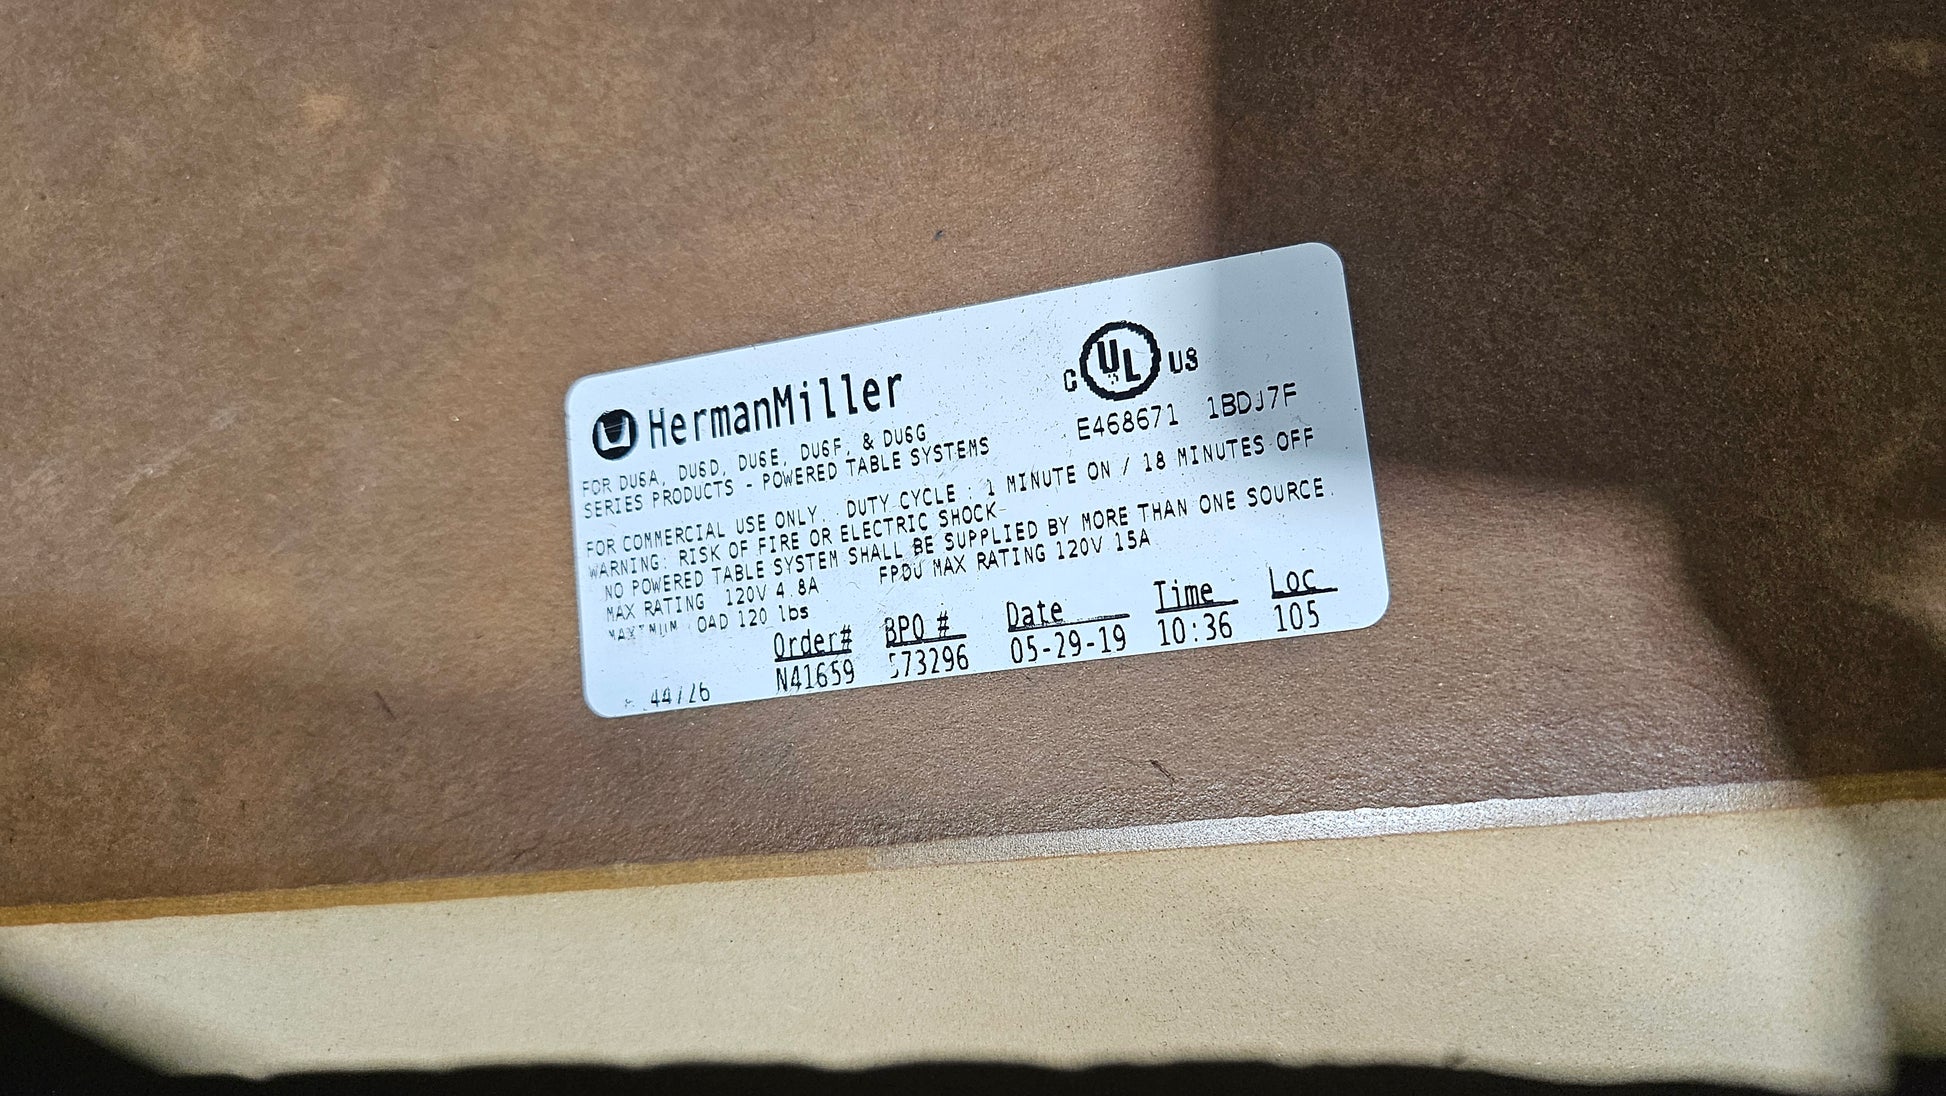 HermanMiller
C UL US
E468671 1BDJ7F
FOR DU6A, DU6D, DU6E, DU6F, & DU6G
SERIES PRODUCTS - POWERED TABLE SYSTEMS
FOR COMMERCIAL USE ONLY. DUTY CYCLE : 1 MINUTE ON / 18 MINUTES OFF
WARNING: RISK OF FIRE OR ELECTRIC SHOCK
NO POWERED TABLE SYSTEM SHALL BE SUPPLIED BY MORE THAN ONE SOURCE.
MAX RATING 120V 4.8A FPDU MAX RATING 120V 15A
120 lbs
Order# BPO # Date Time Loc
N41659 573296 05-29-19 10:36 105